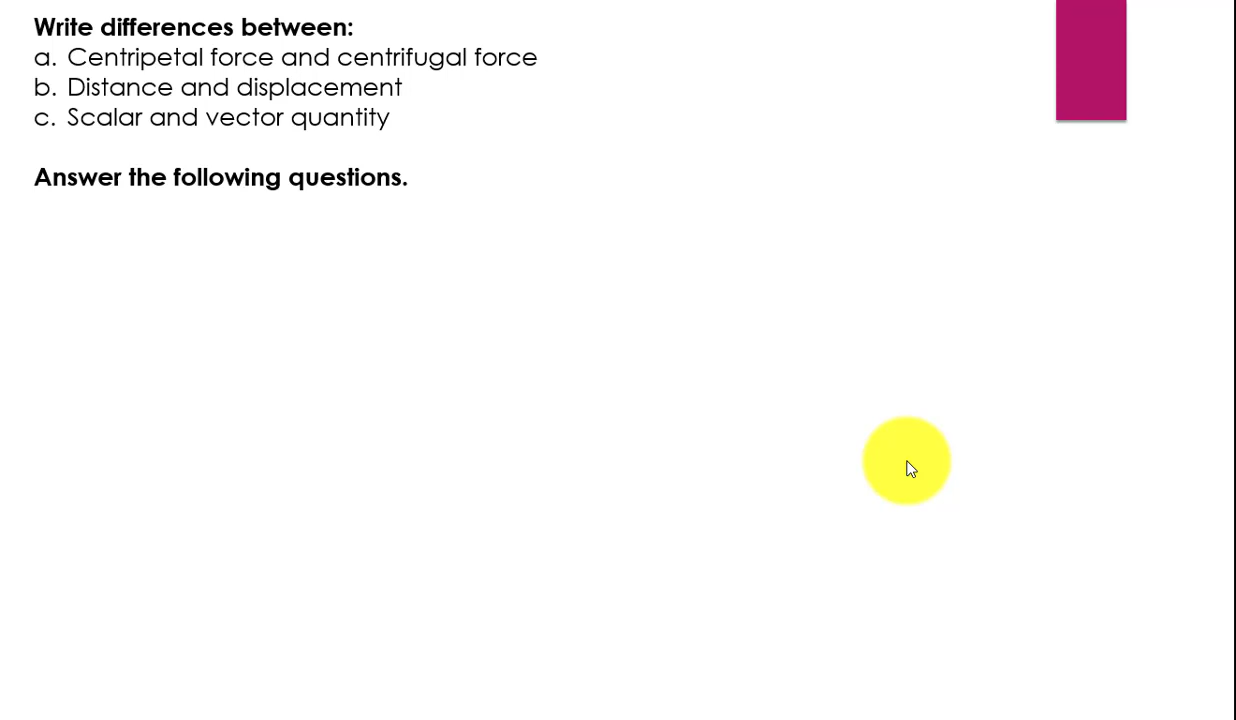 Write differences between:
a. Centripetal force and centrifugal force
b. Distance and displacement
c. Scalar and vector quantity
Answer the following questions.